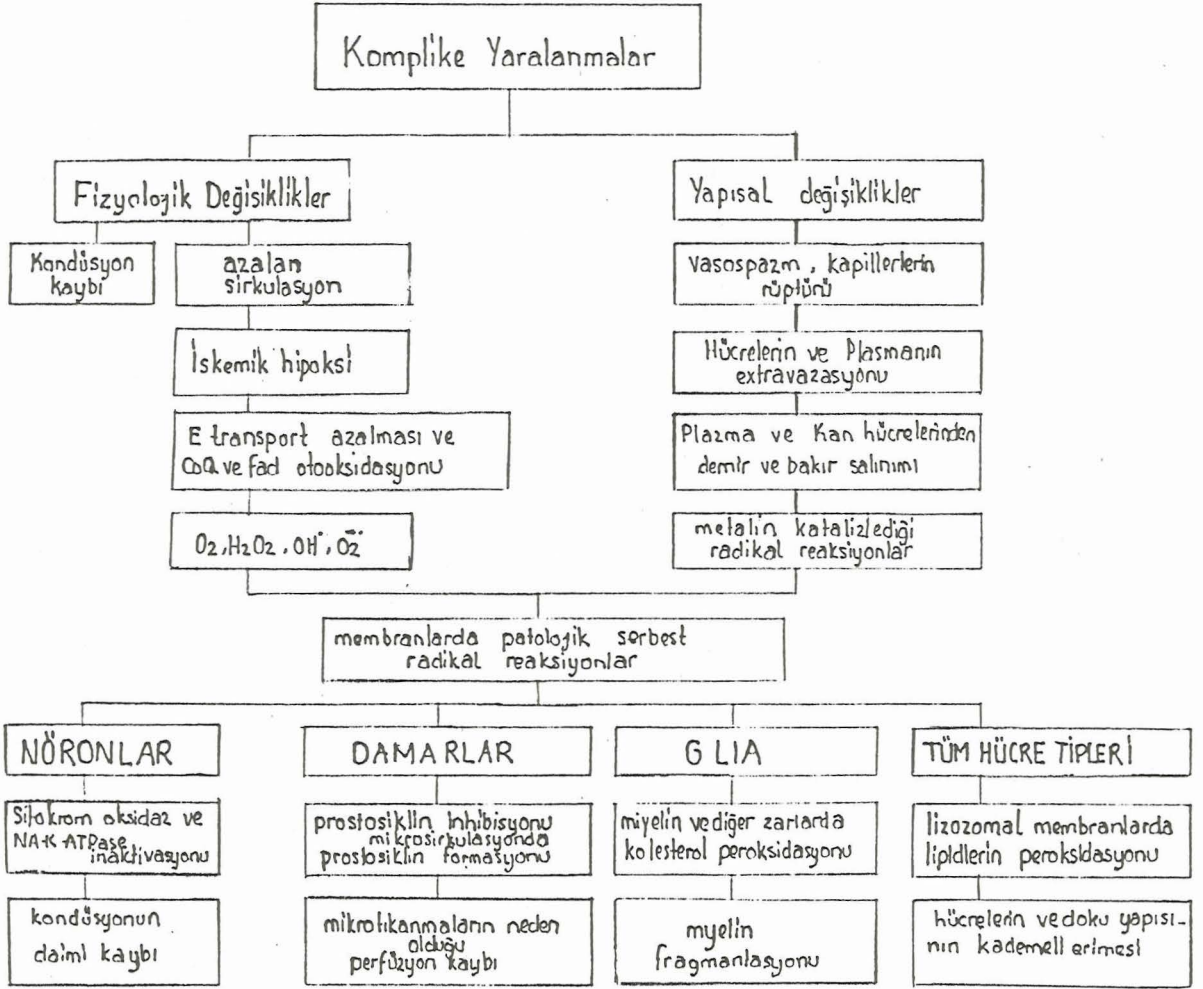 Komplike Yaralanmalar
Fizyolojik Değişiklikler
Yapısal değişiklikler
Kondüsyon
kaybı
azalan
sirkulasyon
vasospazm, kapillerlerin
rüptürü
İskemik hipoksi
Hücrelerin ve Plasmanın
extravazasyonu
E transport azalması ve
CoQ ve fad otooksidasyonu
Plazma ve Kan hücrelerinden
demir ve bakır salınımı
O2, H2O2, OH˙, O2˙⁻
metalin katalizlediği
radikal reaksiyonlar
membranlarda patolojik serbest
radikal reaksiyonlar
NÖRONLAR
DAMARLAR
GLIA
TÜM HÜCRE TİPLERİ
Sitokrom oksidaz ve
NA-K-ATPase
inaktivasyonu
prostosiklin inhibisyonu
mikrosirkulasyonda
prostosiklin formasyonu
miyelin ve diğer zarlarda
kolesterol peroksidasyonu
lizozomal membranlarda
lipidlerin peroksidasyonu
kondüsyonun
daimi kaybı
mikrotıkanmaların neden
olduğu
perfüzyon kaybı
myelin
fragmantasyonu
hücrelerin ve doku yapısı-
nın kademeli erimesi